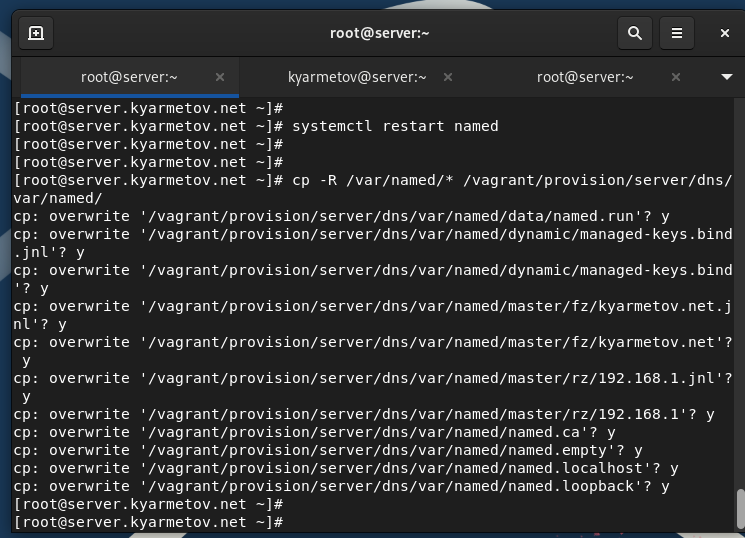 root@server:~
root@server:~ × kyarmetov@server:~ × root@server:~ ×
[root@server.kyarmetov.net ~]#
[root@server.kyarmetov.net ~]# systemctl restart named
[root@server.kyarmetov.net ~]#
[root@server.kyarmetov.net ~]#
[root@server.kyarmetov.net ~]# cp -R /var/named/* /vagrant/provision/server/dns/
var/named/
cp: overwrite '/vagrant/provision/server/dns/var/named/data/named.run'? y
cp: overwrite '/vagrant/provision/server/dns/var/named/dynamic/managed-keys.bind
.jnl'? y
cp: overwrite '/vagrant/provision/server/dns/var/named/dynamic/managed-keys.bind
'? y
cp: overwrite '/vagrant/provision/server/dns/var/named/master/fz/kyarmetov.net.j
nl'? y
cp: overwrite '/vagrant/provision/server/dns/var/named/master/fz/kyarmetov.net'?
 y
cp: overwrite '/vagrant/provision/server/dns/var/named/master/rz/192.168.1.jnl'?
 y
cp: overwrite '/vagrant/provision/server/dns/var/named/master/rz/192.168.1'? y
cp: overwrite '/vagrant/provision/server/dns/var/named/named.ca'? y
cp: overwrite '/vagrant/provision/server/dns/var/named/named.empty'? y
cp: overwrite '/vagrant/provision/server/dns/var/named/named.localhost'? y
cp: overwrite '/vagrant/provision/server/dns/var/named/named.loopback'? y
[root@server.kyarmetov.net ~]#
[root@server.kyarmetov.net ~]#